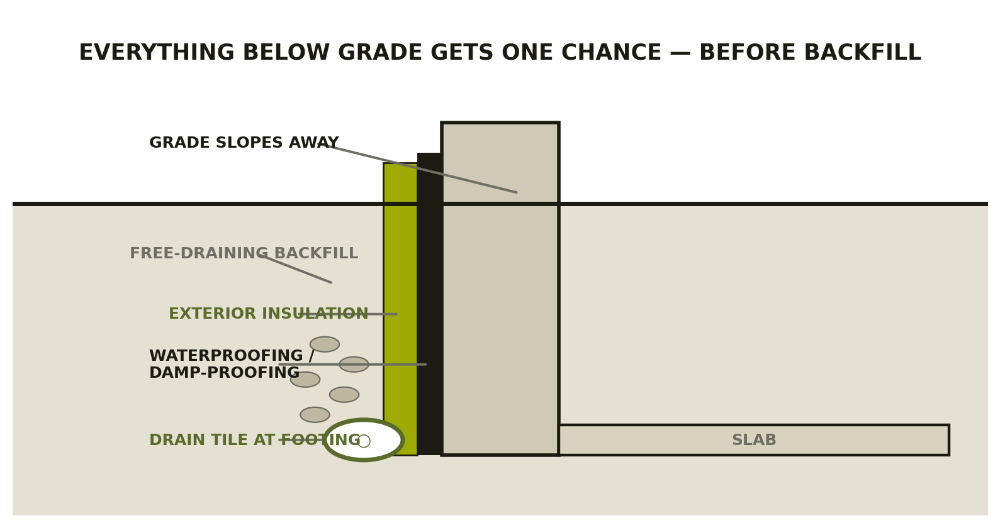 EVERYTHING BELOW GRADE GETS ONE CHANCE — BEFORE BACKFILL
GRADE SLOPES AWAY
FREE-DRAINING BACKFILL
EXTERIOR INSULATION
WATERPROOFING /
DAMP-PROOFING
DRAIN TILE AT FOOTING
SLAB